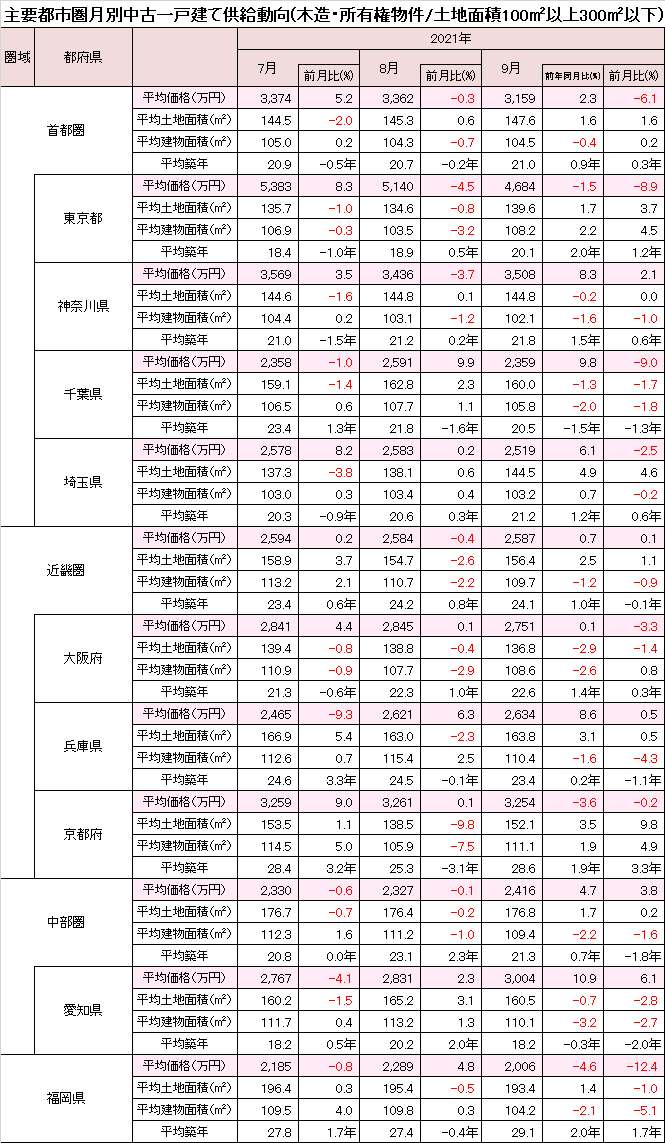 主要都市圏月別中古一戸建て供給動向(木造・所有権物件/土地面積100㎡以上300㎡以下)
圏域 都府県 2021年
7月 前月比(%) 8月 前月比(%) 9月 前年同月比(%) 前月比(%)
首都圏
平均価格(万円) 3,374 5.2 3,362 -0.3 3,159 2.3 -6.1
平均土地面積(㎡) 144.5 -2.0 145.3 0.6 147.6 1.6 1.6
平均建物面積(㎡) 105.0 0.2 104.3 -0.7 104.5 -0.4 0.2
平均築年 20.9 -0.5年 20.7 -0.2年 21.0 0.9年 0.3年
東京都
平均価格(万円) 5,383 8.3 5,140 -4.5 4,684 -1.5 -8.9
平均土地面積(㎡) 135.7 -1.0 134.6 -0.8 139.6 1.7 3.7
平均建物面積(㎡) 106.9 -0.3 103.5 -3.2 108.2 2.2 4.5
平均築年 18.4 -1.0年 18.9 0.5年 20.1 2.0年 1.2年
神奈川県
平均価格(万円) 3,569 3.5 3,436 -3.7 3,508 8.3 2.1
平均土地面積(㎡) 144.6 -1.6 144.8 0.1 144.8 -0.2 0.0
平均建物面積(㎡) 104.4 0.2 103.1 -1.2 102.1 -1.6 -1.0
平均築年 21.0 -1.5年 21.2 0.2年 21.8 1.5年 0.6年
千葉県
平均価格(万円) 2,358 -1.0 2,591 9.9 2,359 9.8 -9.0
平均土地面積(㎡) 159.1 -1.4 162.8 2.3 160.0 -1.3 -1.7
平均建物面積(㎡) 106.5 0.6 107.7 1.1 105.8 -2.0 -1.8
平均築年 23.4 1.3年 21.8 -1.6年 20.5 -1.5年 -1.3年
埼玉県
平均価格(万円) 2,578 8.2 2,583 0.2 2,519 6.1 -2.5
平均土地面積(㎡) 137.3 -3.8 138.1 0.6 144.5 4.9 4.6
平均建物面積(㎡) 103.0 0.3 103.4 0.4 103.2 0.7 -0.2
平均築年 20.3 -0.9年 20.6 0.3年 21.2 1.2年 0.6年
近畿圏
平均価格(万円) 2,594 0.2 2,584 -0.4 2,587 0.7 0.1
平均土地面積(㎡) 158.9 3.7 154.7 -2.6 156.4 2.5 1.1
平均建物面積(㎡) 113.2 2.1 110.7 -2.2 109.7 -1.2 -0.9
平均築年 23.4 0.6年 24.2 0.8年 24.1 1.0年 -0.1年
大阪府
平均価格(万円) 2,841 4.4 2,845 0.1 2,751 0.1 -3.3
平均土地面積(㎡) 139.4 -0.8 138.8 -0.4 136.8 -2.9 -1.4
平均建物面積(㎡) 110.9 -0.9 107.7 -2.9 108.6 -2.6 0.8
平均築年 21.3 -0.6年 22.3 1.0年 22.6 1.4年 0.3年
兵庫県
平均価格(万円) 2,465 -9.3 2,621 6.3 2,634 8.6 0.5
平均土地面積(㎡) 166.9 5.4 163.0 -2.3 163.8 3.1 0.5
平均建物面積(㎡) 112.6 0.7 115.4 2.5 110.4 -1.6 -4.3
平均築年 24.6 3.3年 24.5 -0.1年 23.4 0.2年 -1.1年
京都府
平均価格(万円) 3,259 9.0 3,261 0.1 3,254 -3.6 -0.2
平均土地面積(㎡) 153.5 1.1 138.5 -9.8 152.1 3.5 9.8
平均建物面積(㎡) 114.5 5.0 105.9 -7.5 111.1 1.9 4.9
平均築年 28.4 3.2年 25.3 -3.1年 28.6 1.9年 3.3年
中部圏
平均価格(万円) 2,330 -0.6 2,327 -0.1 2,416 4.7 3.8
平均土地面積(㎡) 176.7 -0.7 176.4 -0.2 176.8 1.7 0.2
平均建物面積(㎡) 112.3 1.6 111.2 -1.0 109.4 -2.2 -1.6
平均築年 20.8 0.0年 23.1 2.3年 21.3 0.7年 -1.8年
愛知県
平均価格(万円) 2,767 -4.1 2,831 2.3 3,004 10.9 6.1
平均土地面積(㎡) 160.2 -1.5 165.2 3.1 160.5 -0.7 -2.8
平均建物面積(㎡) 111.7 0.4 113.2 1.3 110.1 -3.2 -2.7
平均築年 18.2 0.5年 20.2 2.0年 18.2 -0.3年 -2.0年
福岡県
平均価格(万円) 2,185 -0.8 2,289 4.8 2,006 -4.6 -12.4
平均土地面積(㎡) 196.4 0.3 195.4 -0.5 193.4 1.4 -1.0
平均建物面積(㎡) 109.5 4.0 109.8 0.3 104.2 -2.1 -5.1
平均築年 27.8 1.7年 27.4 -0.4年 29.1 2.0年 1.7年